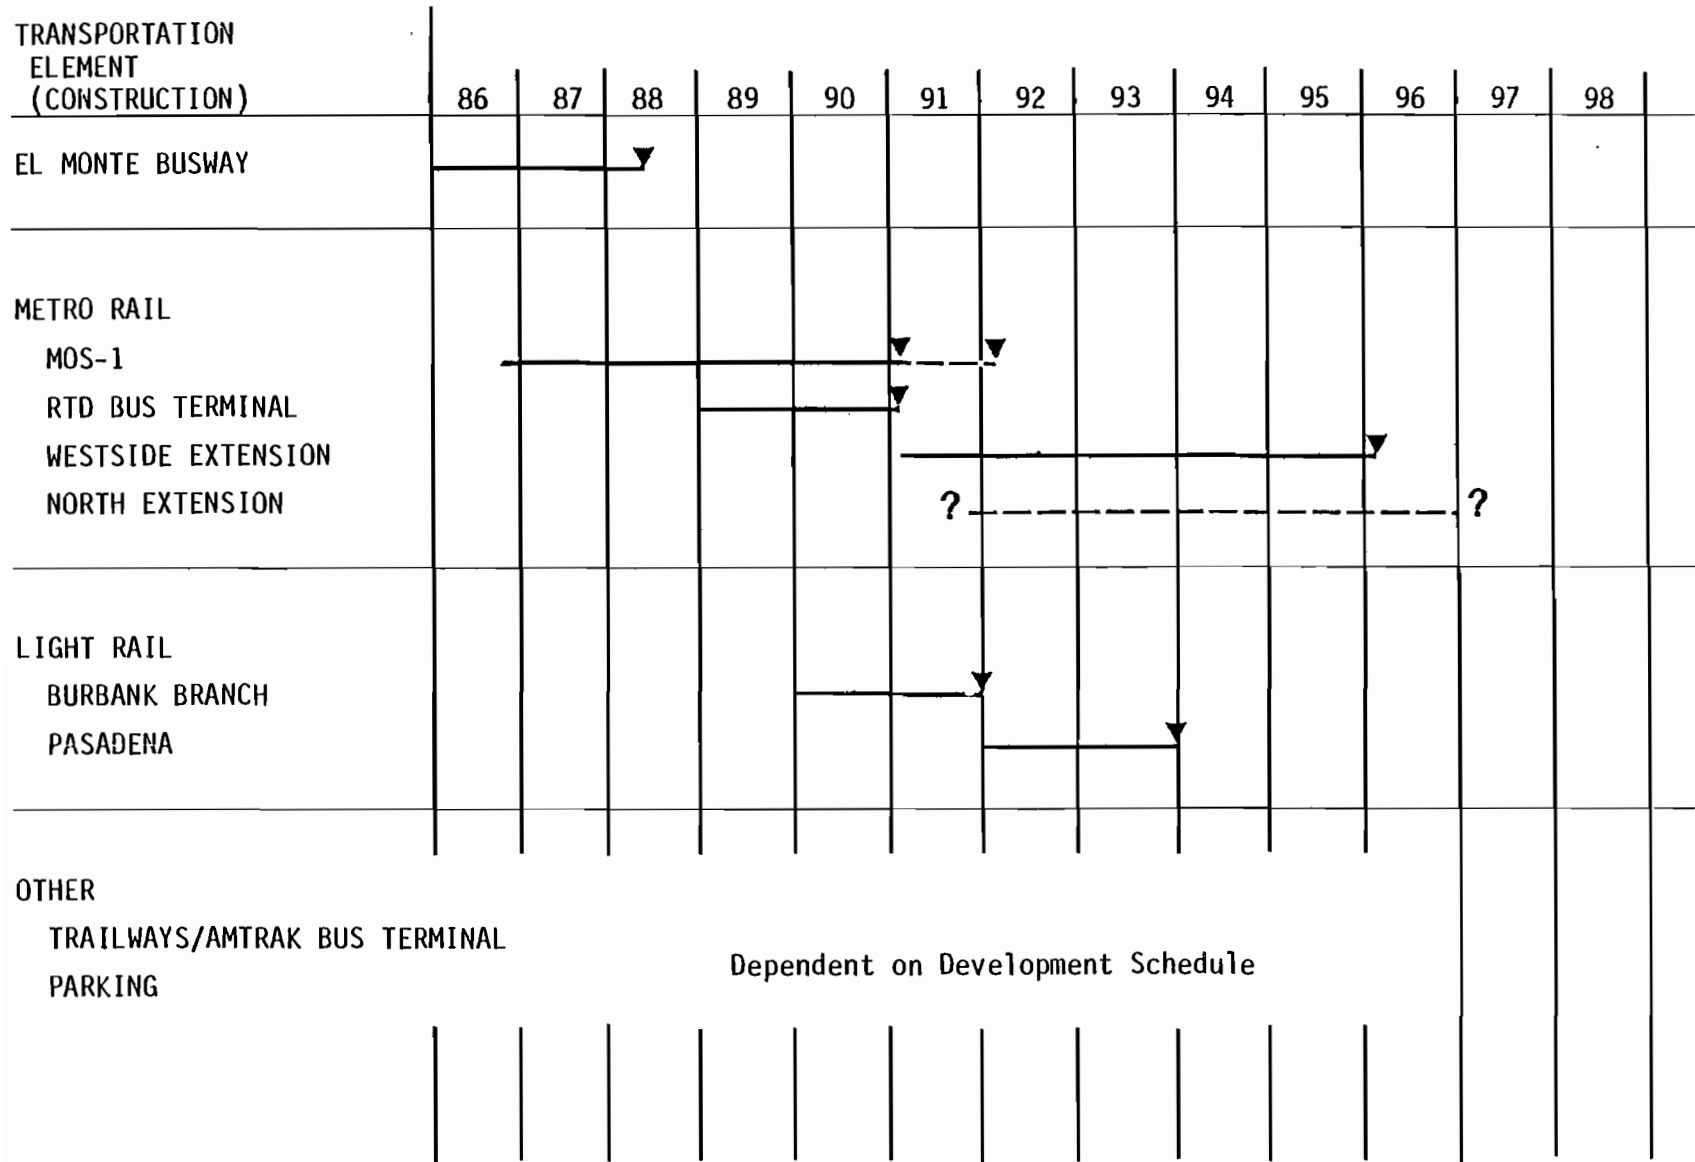 TRANSPORTATION
ELEMENT
(CONSTRUCTION)
86 87 88 89 90 91 92 93 94 95 96 97 98
EL MONTE BUSWAY
METRO RAIL
MOS-1
RTD BUS TERMINAL
WESTSIDE EXTENSION
NORTH EXTENSION ? ?
LIGHT RAIL
BURBANK BRANCH
PASADENA
OTHER
TRAILWAYS/AMTRAK BUS TERMINAL
Dependent on Development Schedule
PARKING